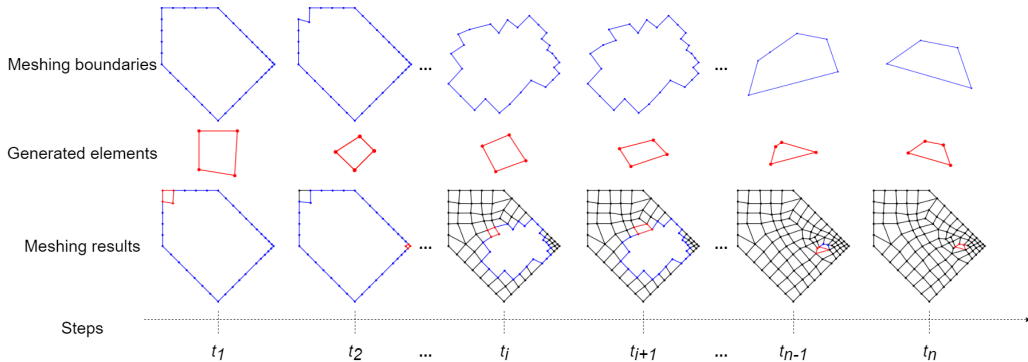 Meshing boundaries
... ...
Generated elements
Meshing results
... ...
Steps
t1 t2 ... ti ti+1 ... tn-1 tn